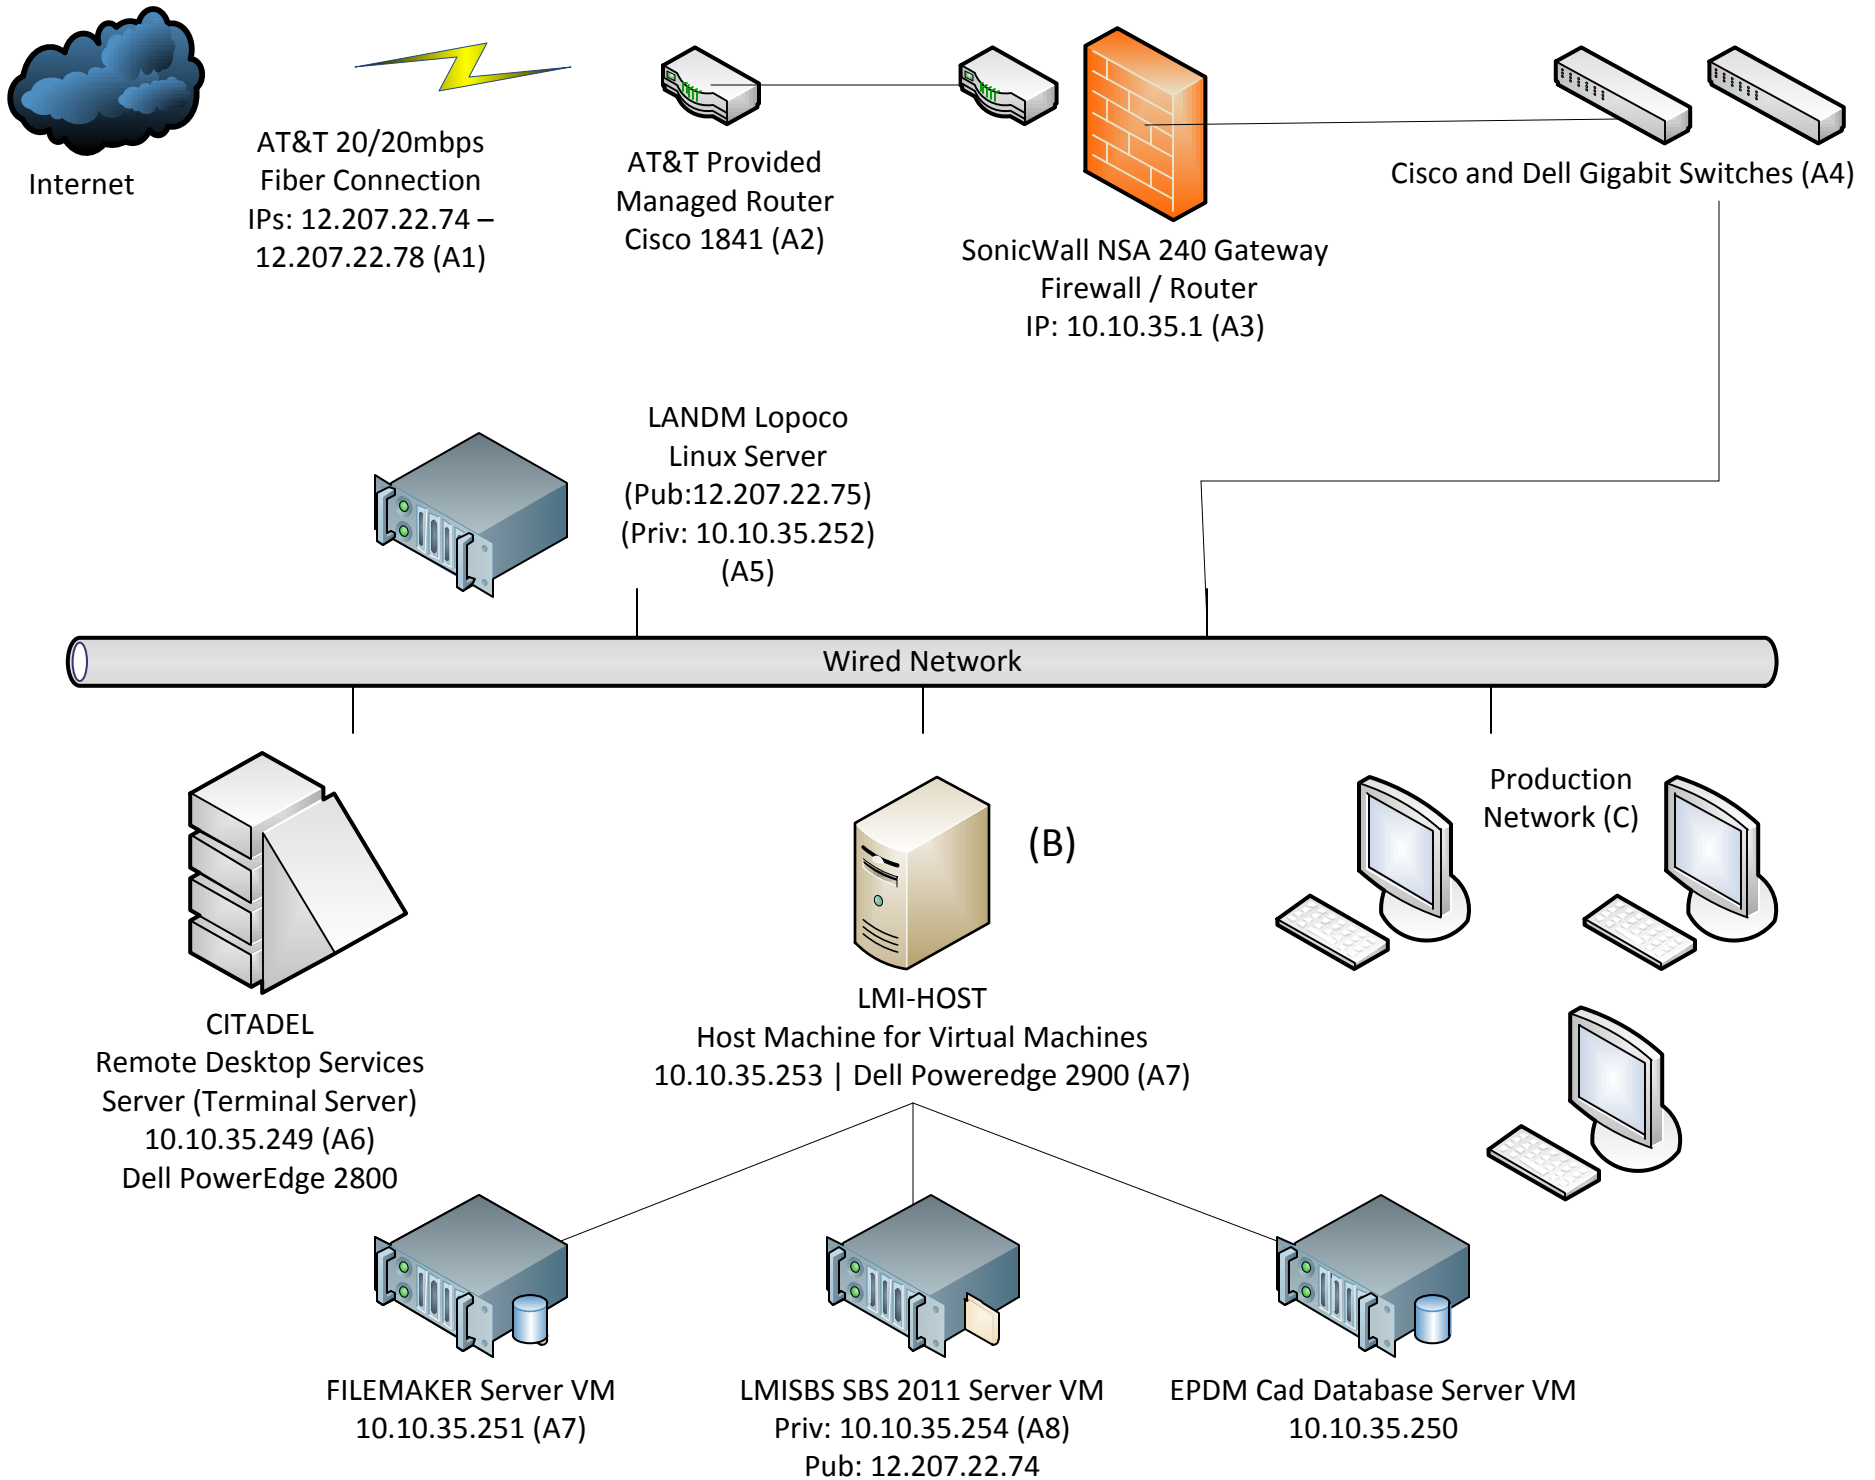 Internet
AT&T 20/20mbps
Fiber Connection
IPs: 12.207.22.74 –
12.207.22.78 (A1)
AT&T Provided
Managed Router
Cisco 1841 (A2)
SonicWall NSA 240 Gateway
Firewall / Router
IP: 10.10.35.1 (A3)
Cisco and Dell Gigabit Switches (A4)
LANDM Lopoco
Linux Server
(Pub:12.207.22.75)
(Priv: 10.10.35.252)
(A5)
Wired Network
CITADEL
Remote Desktop Services
Server (Terminal Server)
10.10.35.249 (A6)
Dell PowerEdge 2800
(B)
LMI-HOST
Host Machine for Virtual Machines
10.10.35.253 | Dell Poweredge 2900 (A7)
Production
Network (C)
FILEMAKER Server VM
10.10.35.251 (A7)
LMISBS SBS 2011 Server VM
Priv: 10.10.35.254 (A8)
Pub: 12.207.22.74
EPDM Cad Database Server VM
10.10.35.250